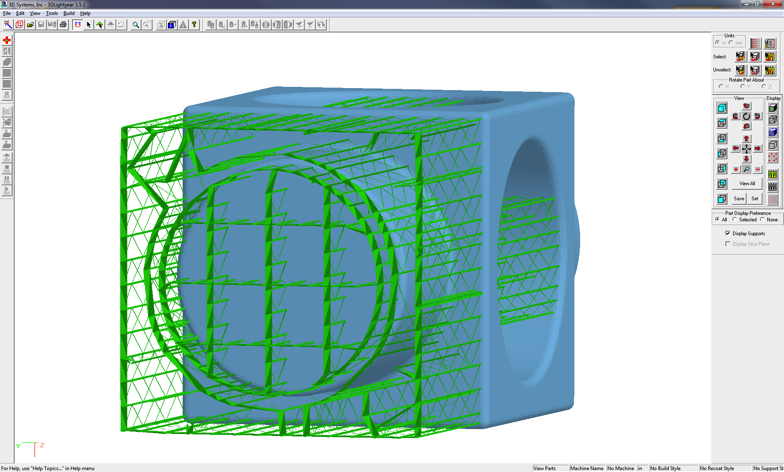 3D Systems, Inc - 3DLightyear 1.5.1
File Edit View Tools Build Help
Units
in
mm
Select:
Unselect:
Rotate Part About
X Y Z
View
Display
View All
Save Set
Part Display Preference
All Selected None
Display Supports
Display Slice Plane
Y Z
For Help, use "Help Topics..." in Help menu
View Parts
Machine Name
No Machine
in
No Build Style
No Recoat Style
No Support S